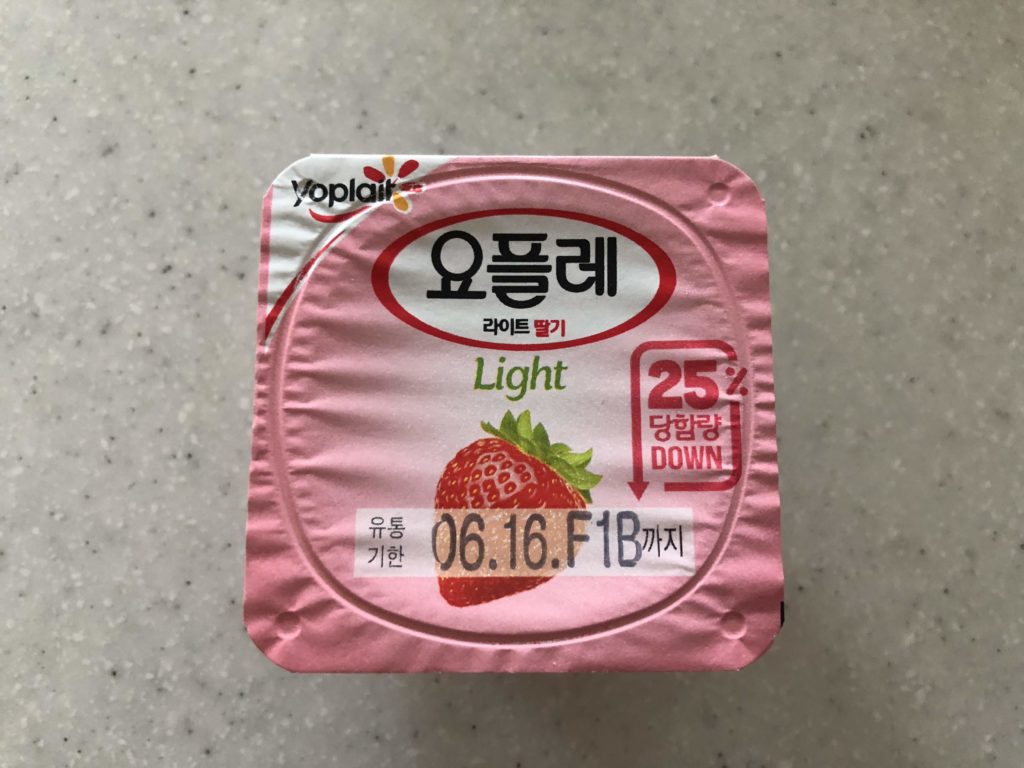 Yoplait
요플레
라이트 딸기
Light
25%
당함량
DOWN
유통
기한
06.16.F1B까지